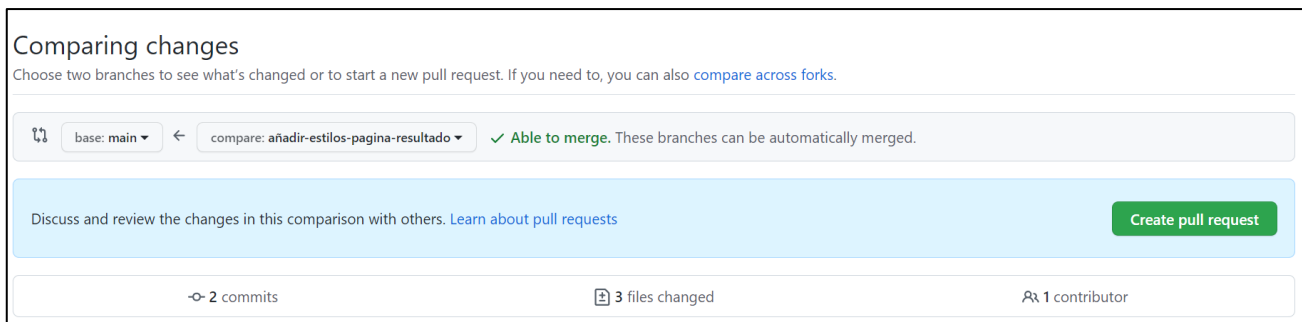 Comparing changes
Choose two branches to see what's changed or to start a new pull request. If you need to, you can also compare across forks.
base: main compare: añadir-estilos-pagina-resultado Able to merge. These branches can be automatically merged.
Discuss and review the changes in this comparison with others. Learn about pull requests Create pull request
2 commits 3 files changed 1 contributor